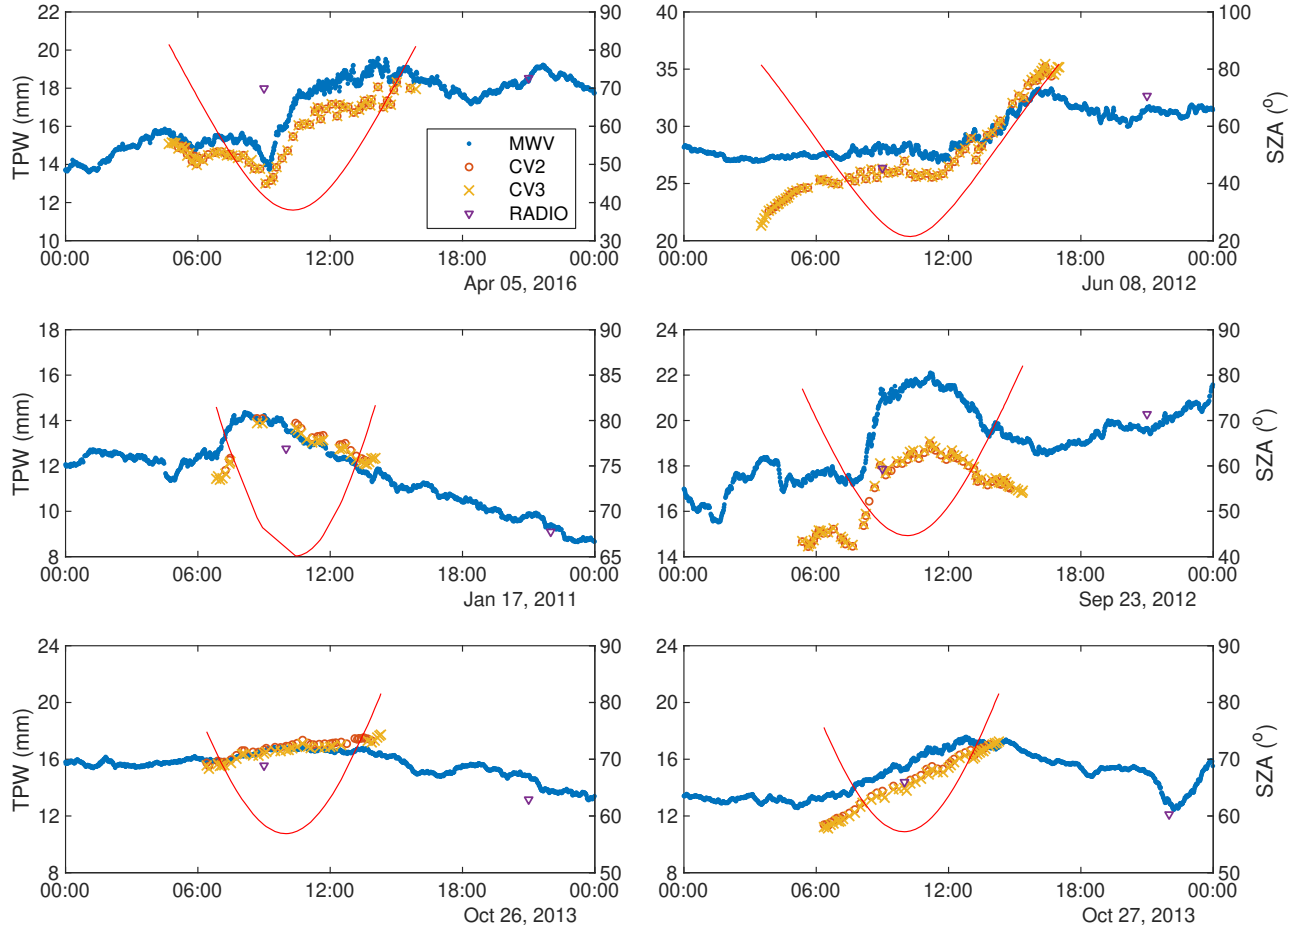 22 90 40 100
20 80
18 70 35 80
16 60 30 60
14 50 25 40
12 40
10 30 20 20
TPW (mm)
SZA (°)
MWV
CV2
CV3
RADIO
00:00 06:00 12:00 18:00 00:00 00:00 06:00 12:00 18:00 00:00
Apr 05, 2016 Jun 08, 2012
18 90 24 90
16 85 22 80
14 80 20 70
12 75 18 60
10 70 16 50
8 65 14 40
TPW (mm)
SZA (°)
00:00 06:00 12:00 18:00 00:00 00:00 06:00 12:00 18:00 00:00
Jan 17, 2011 Sep 23, 2012
24 90 24 90
20 80 20 80
16 70 16 70
12 60 12 60
8 50 8 50
TPW (mm)
SZA (°)
00:00 06:00 12:00 18:00 00:00 00:00 06:00 12:00 18:00 00:00
Oct 26, 2013 Oct 27, 2013